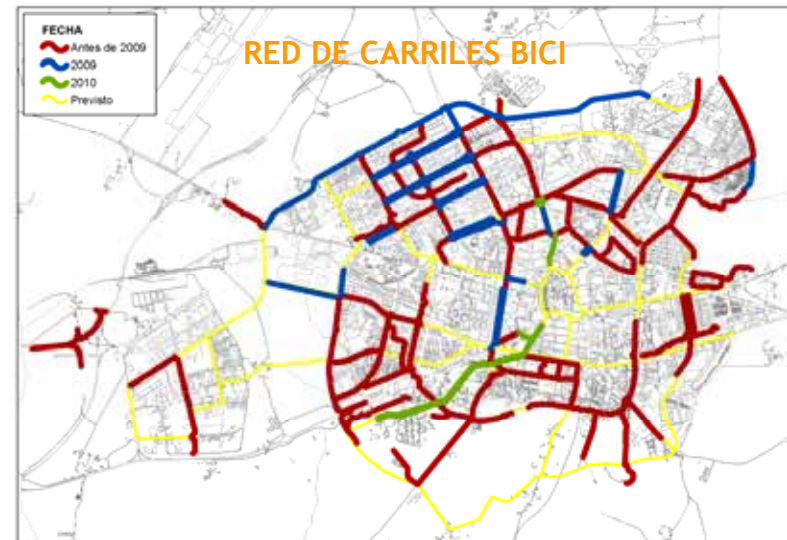 RED DE CARRILES BICI
FECHA
Antes de 2009
2009
2010
Previsto